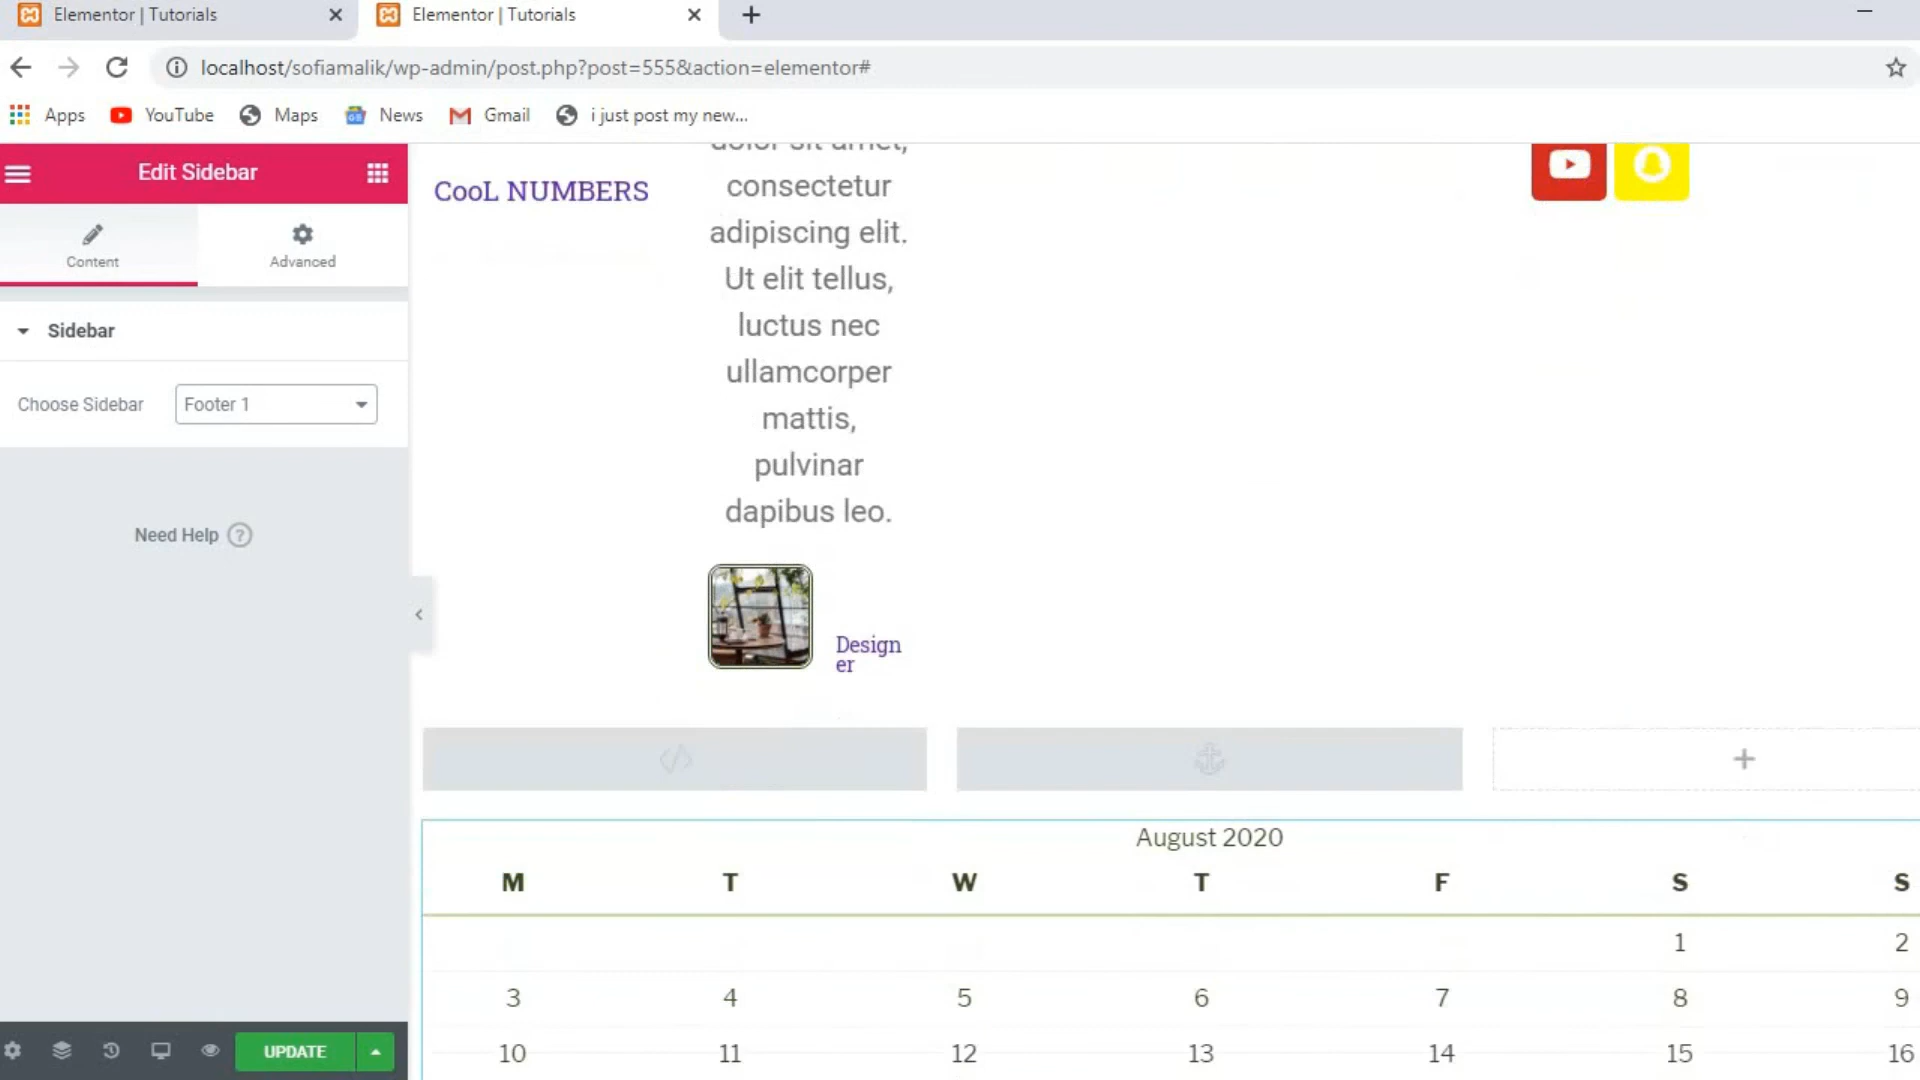 Elementor | Tutorials
Elementor | Tutorials
localhost/sofiamalik/wp-admin/post.php?post=555&action=elementor#
Apps
YouTube
Maps
News
Gmail
i just post my new...
Edit Sidebar
Content
Advanced
Sidebar
Choose Sidebar
Footer 1
Need Help ?
UPDATE
CooL NUMBERS
dolor sit amet,
consectetur
adipiscing elit.
Ut elit tellus,
luctus nec
ullamcorper
mattis,
pulvinar
dapibus leo.
Design
er
August 2020
M T W T F S S
1 2
3 4 5 6 7 8 9
10 11 12 13 14 15 16